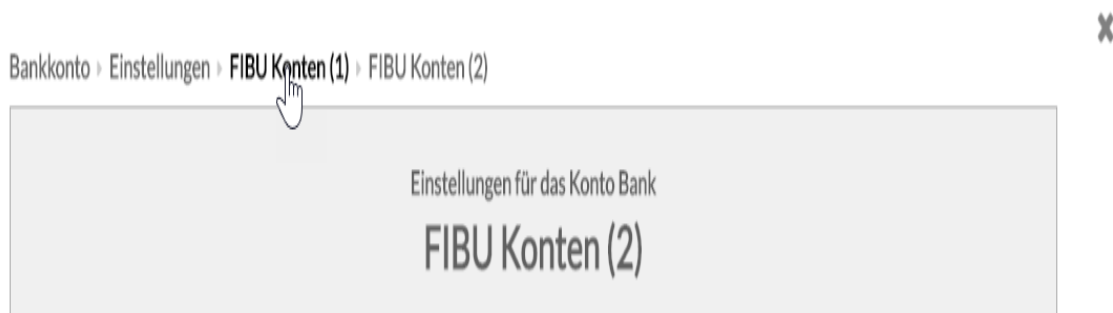 Bankkonto › Einstellungen › FIBU Konten (1) › FIBU Konten (2)
Einstellungen für das Konto Bank
FIBU Konten (2)